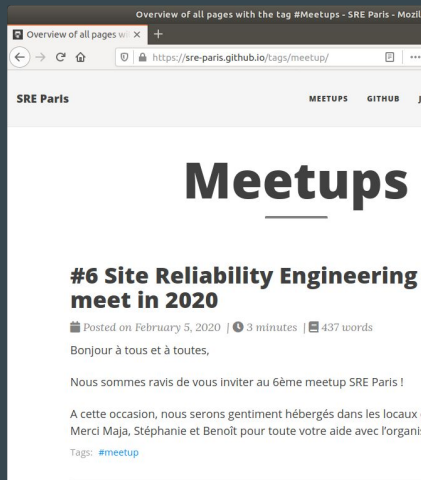 Overview of all pages with the tag #Meetups - SRE Paris - Mozil
Overview of all pages wi
https://sre-paris.github.io/tags/meetup/
SRE Paris
MEETUPS GITHUB
Meetups
#6 Site Reliability Engineering
meet in 2020
Posted on February 5, 2020 | 3 minutes | 437 words
Bonjour à tous et à toutes,
Nous sommes ravis de vous inviter au 6ème meetup SRE Paris !
A cette occasion, nous serons gentiment hébergés dans les locaux
Merci Maja, Stéphanie et Benoît pour toute votre aide avec l'organis
Tags: #meetup